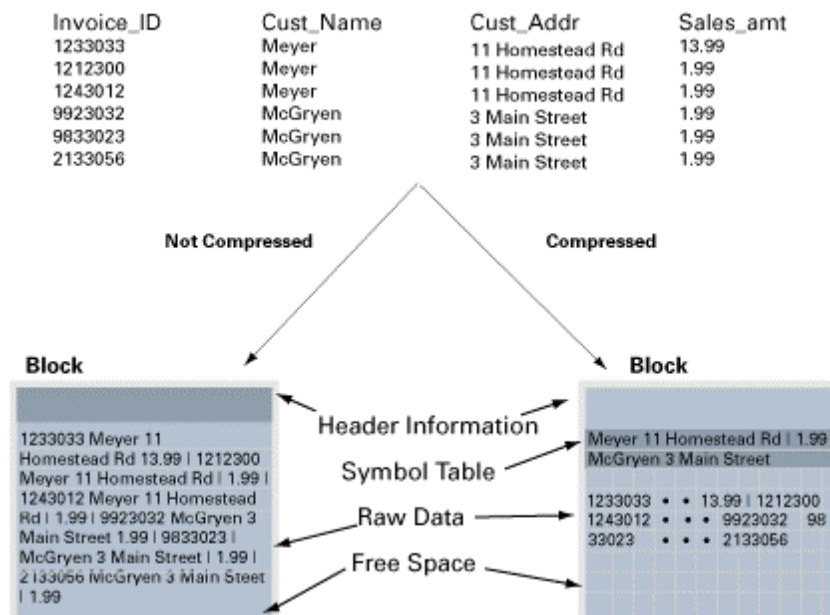 Invoice_ID Cust_Name Cust_Addr Sales_amt
1233033 Meyer 11 Homestead Rd 13.99
1212300 Meyer 11 Homestead Rd 1.99
1243012 Meyer 11 Homestead Rd 1.99
9923032 McGryen 3 Main Street 1.99
9833023 McGryen 3 Main Street 1.99
2133056 McGryen 3 Main Street 1.99
Not Compressed
Compressed
Block
1233033 Meyer 11
Homestead Rd 13.99 | 1212300
Meyer 11 Homestead Rd | 1.99 |
1243012 Meyer 11 Homestead
Rd | 1.99 | 9923032 McGryen 3
Main Street 1.99 | 9833023 |
McGryen 3 Main Street | 1.99 |
2133056 McGryen 3 Main Steet
| 1.99
Header Information
Symbol Table
Raw Data
Free Space
Block
Meyer 11 Homestead Rd | 1.99
McGryen 3 Main Street
1233033 • • 13.99 | 1212300
1243012 • • • 9923032 98
33023 • • • 2133056